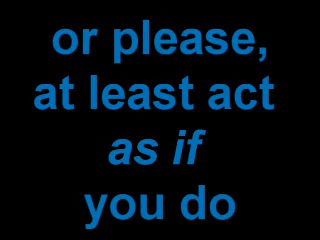 or please,
at least act
as if
you do